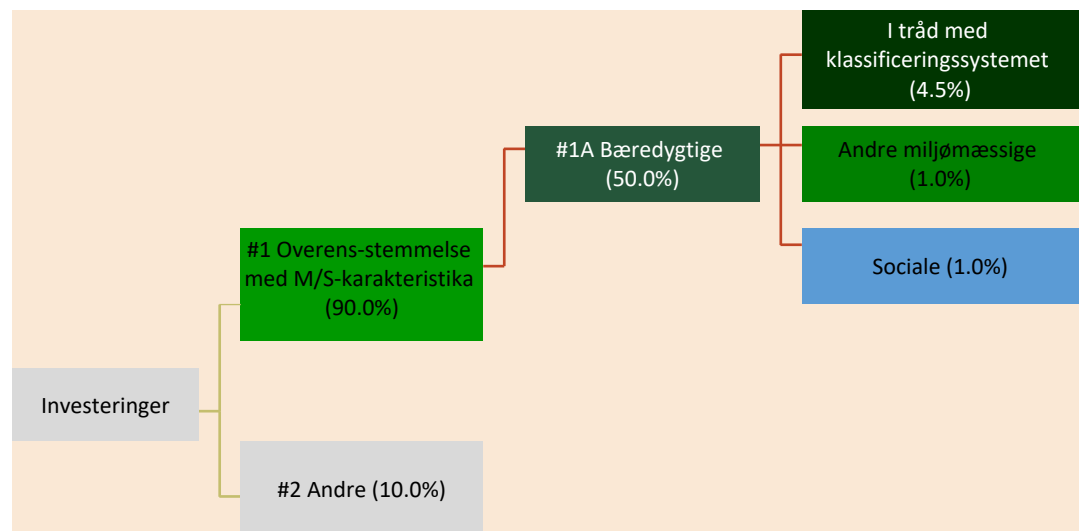 I tråd med
klassificeringssystemet
(4.5%)
#1A Bæredygtige
(50.0%)
Andre miljømæssige
(1.0%)
#1 Overens-stemmelse
med M/S-karakteristika
(90.0%)
Sociale (1.0%)
Investeringer
#2 Andre (10.0%)